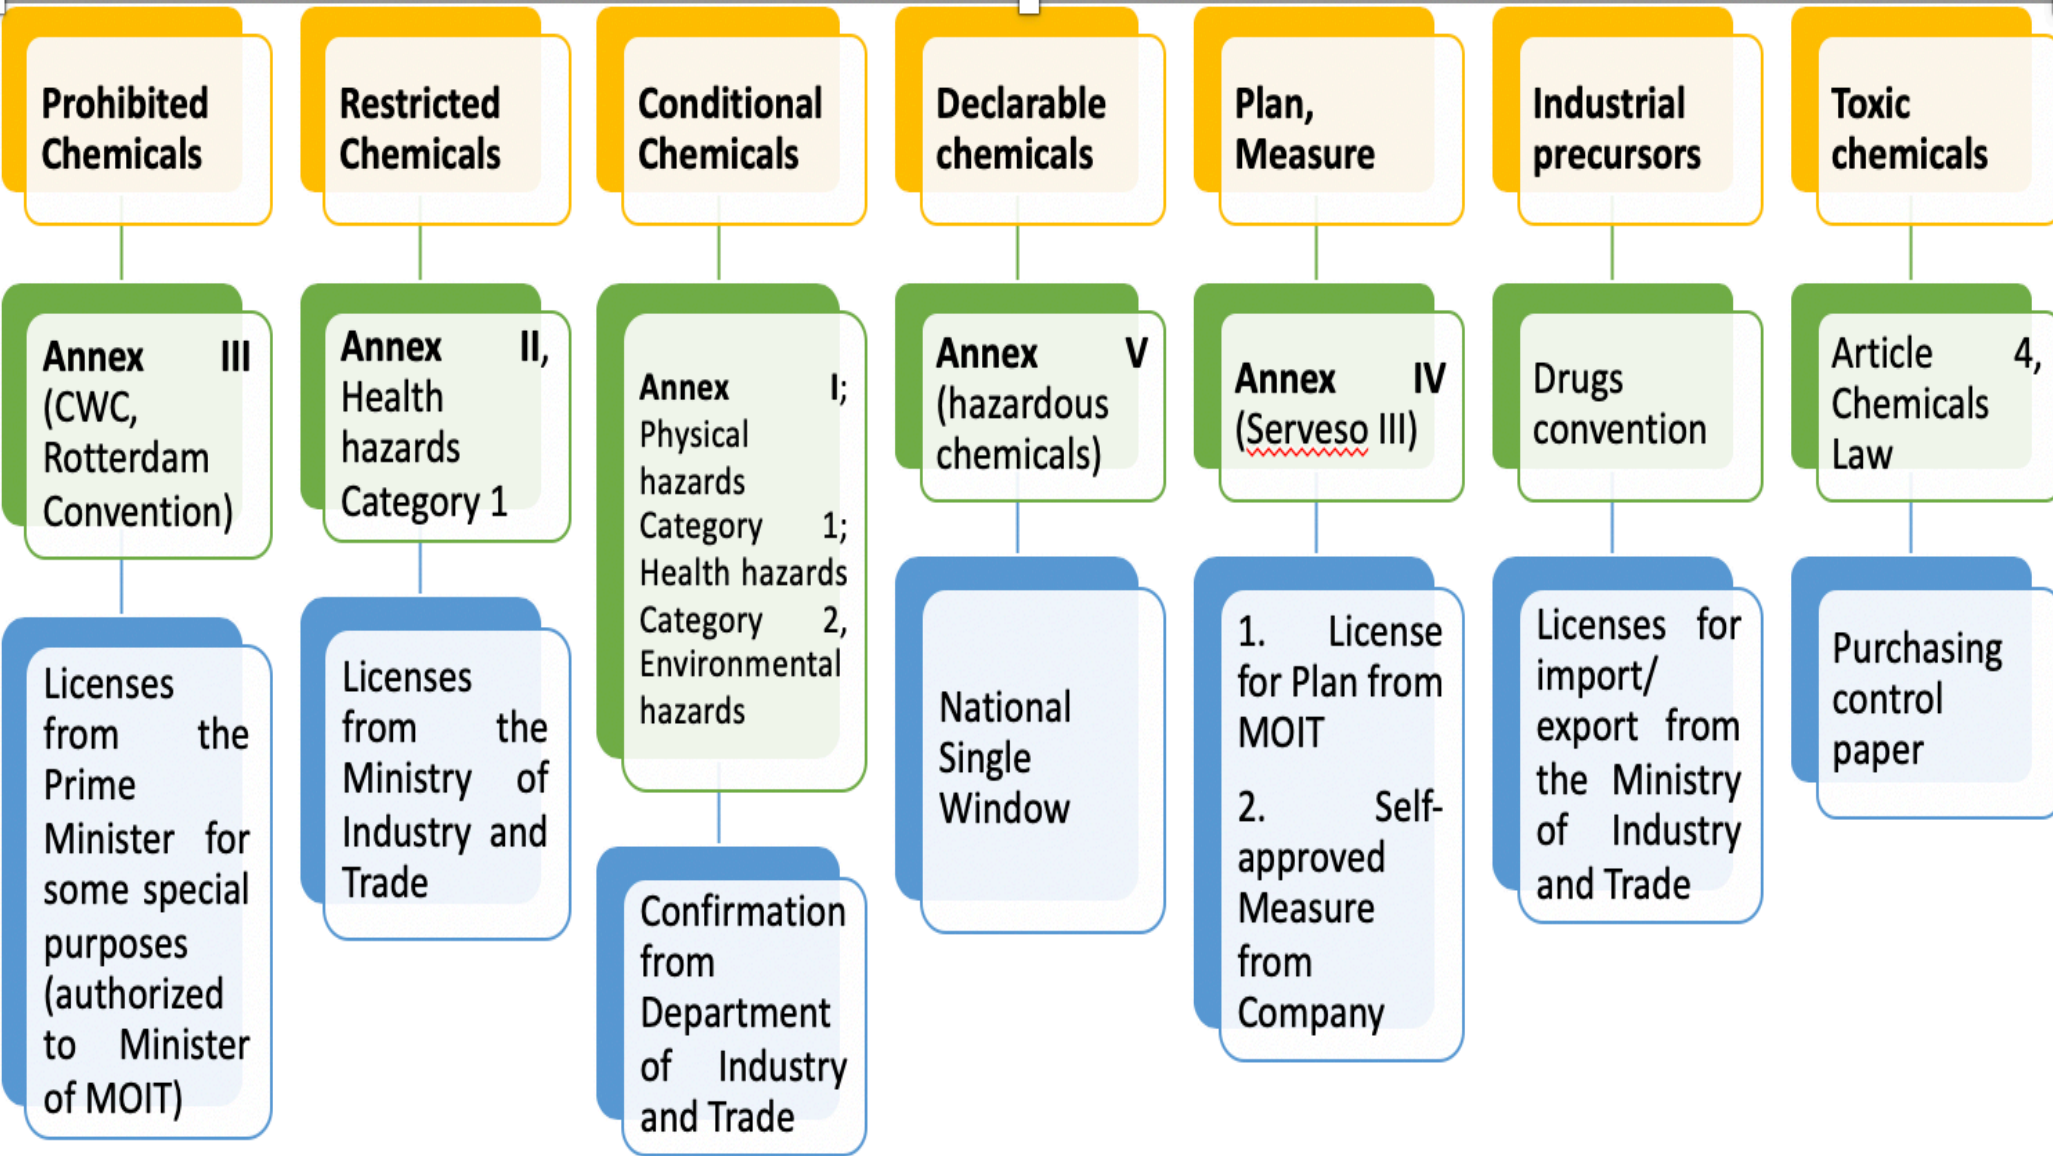 Prohibited
Chemicals
Annex III
(CWC,
Rotterdam
Convention)
Licenses
from the
Prime
Minister for
some special
purposes
(authorized
to Minister
of MOIT)
Restricted
Chemicals
Annex II,
Health
hazards
Category 1
Licenses
from the
Ministry of
Industry and
Trade
Conditional
Chemicals
Annex I;
Physical
hazards
Category 1;
Health hazards
Category 2,
Environmental
hazards
Confirmation
from
Department
of Industry
and Trade
Declarable
chemicals
Annex V
(hazardous
chemicals)
National
Single
Window
Plan,
Measure
Annex IV
(Serveso III)
1. License
for Plan from
MOIT
2. Self-
approved
Measure
from
Company
Industrial
precursors
Drugs
convention
Licenses for
import/
export from
the Ministry
of Industry
and Trade
Toxic
chemicals
Article 4,
Chemicals
Law
Purchasing
control
paper